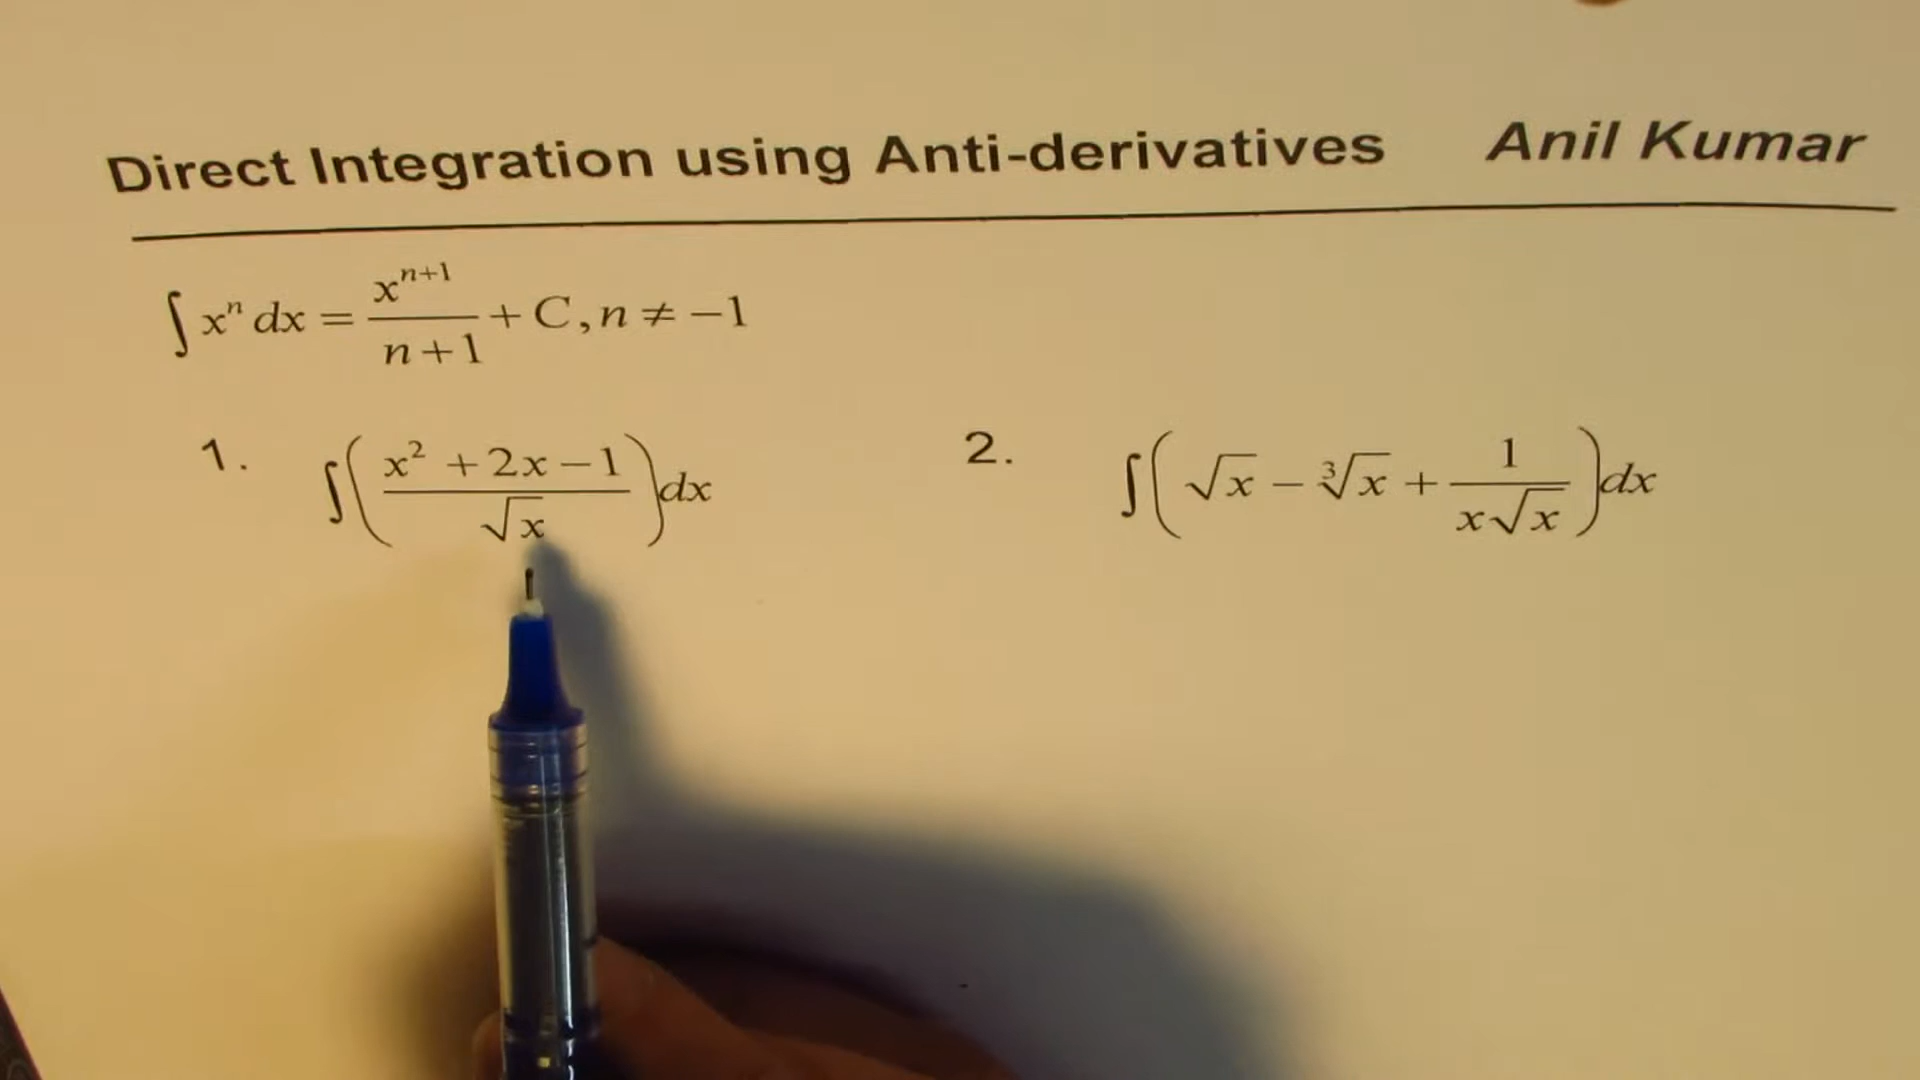 Direct Integration using Anti-derivatives Anil Kumar
∫ xⁿ dx = xⁿ⁺¹ / (n+1) + C, n ≠ −1
1. ∫( (x² + 2x − 1) / √x )dx
2. ∫( √x − ∛x + 1 / (x√x) )dx